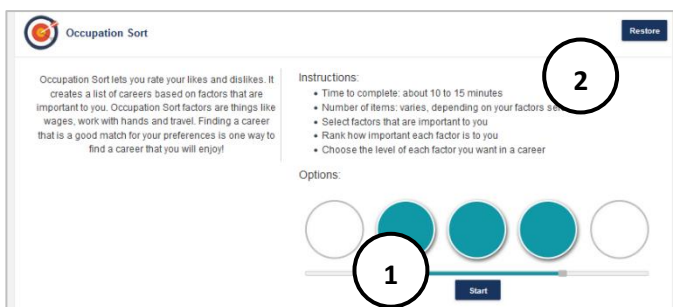 Occupation Sort
Restore
Occupation Sort lets you rate your likes and dislikes. It
creates a list of careers based on factors that are
important to you. Occupation Sort factors are things like
wages, work with hands and travel. Finding a career
that is a good match for your preferences is one way to
find a career that you will enjoy!
Instructions:
• Time to complete: about 10 to 15 minutes
• Number of items: varies, depending on your factors
• Select factors that are important to you
• Rank how important each factor is to you
• Choose the level of each factor you want in a career
2
Options:
1
Start